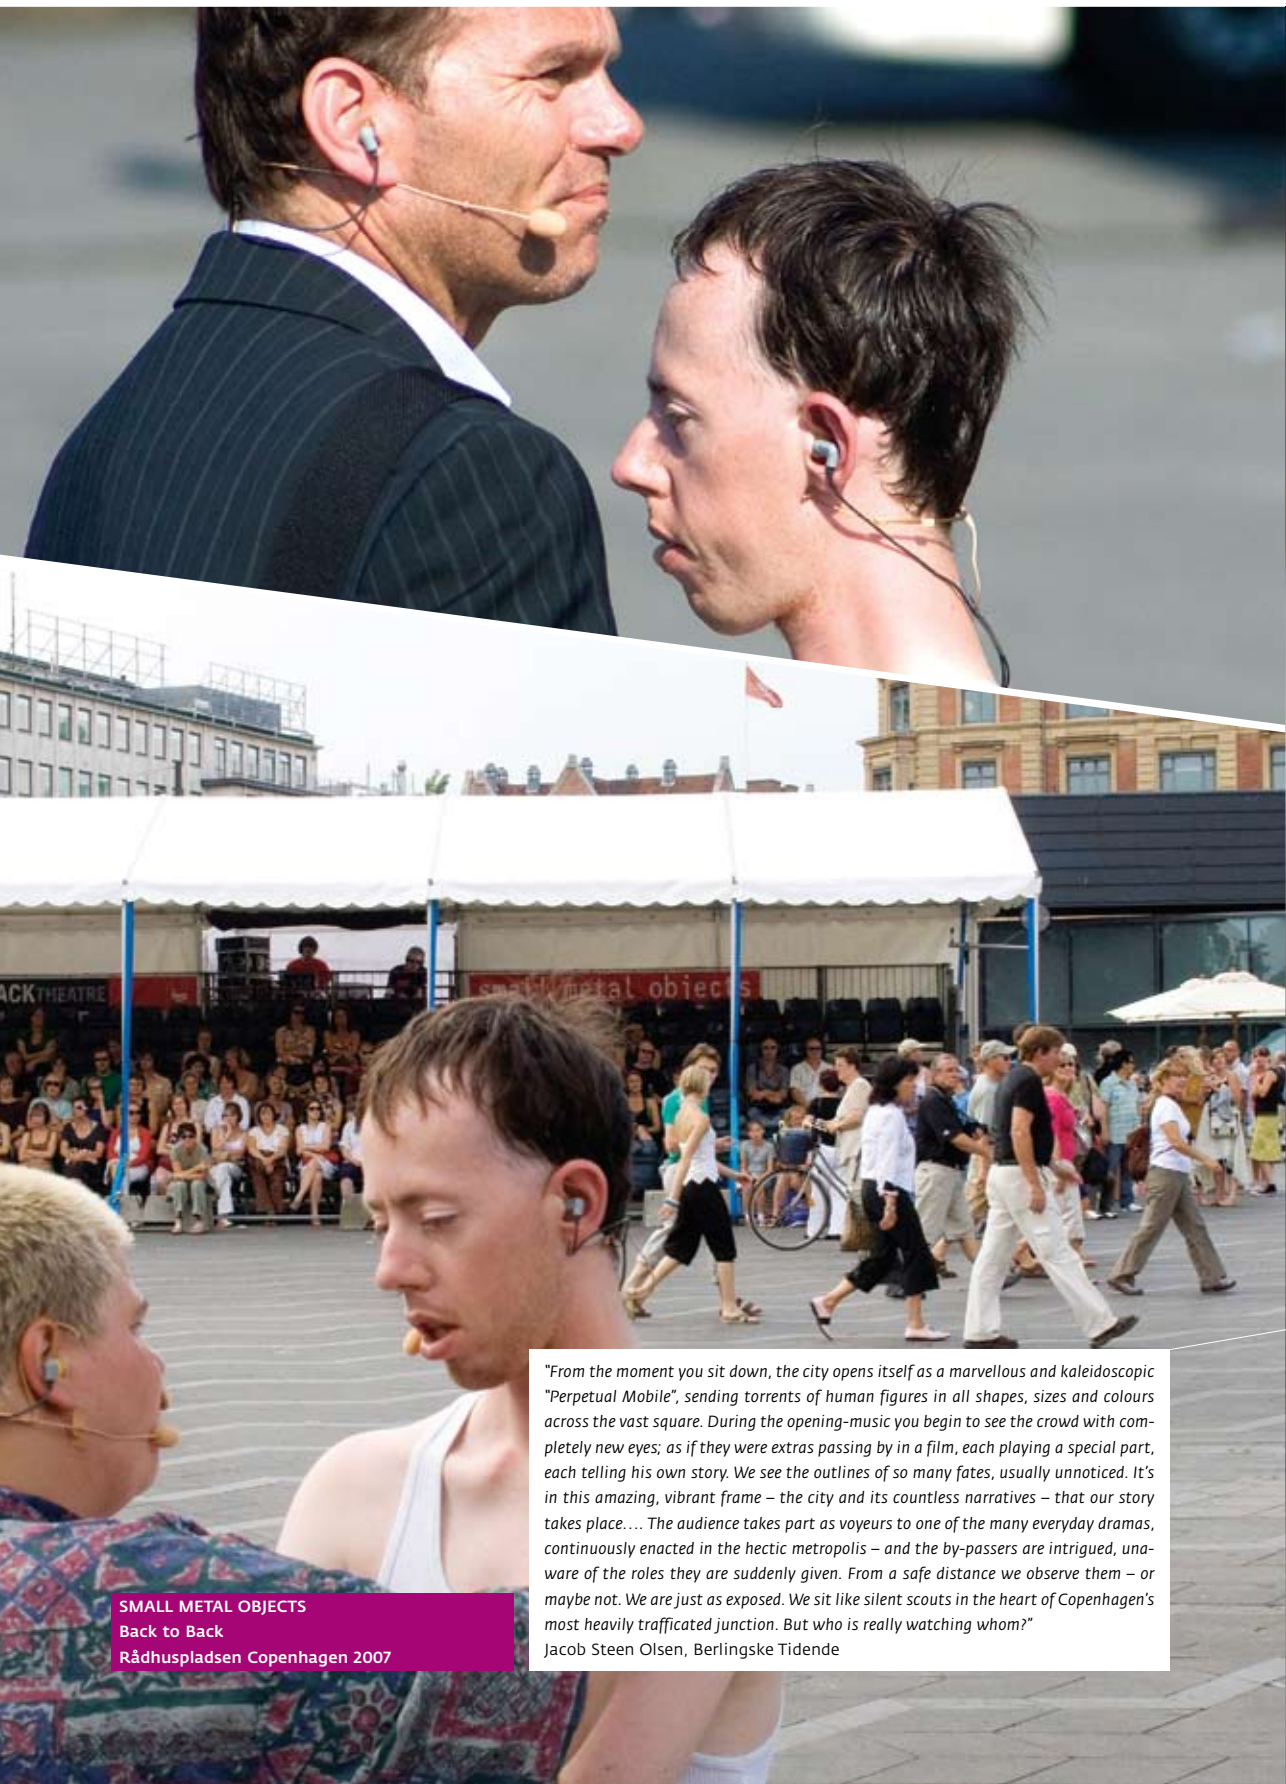 ACKTHEATRE
small metal objects
"From the moment you sit down, the city opens itself as a marvellous and kaleidoscopic
"Perpetual Mobile", sending torrents of human figures in all shapes, sizes and colours
across the vast square. During the opening-music you begin to see the crowd with com-
pletely new eyes; as if they were extras passing by in a film, each playing a special part,
each telling his own story. We see the outlines of so many fates, usually unnoticed. It's
in this amazing, vibrant frame – the city and its countless narratives – that our story
takes place.... The audience takes part as voyeurs to one of the many everyday dramas,
continuously enacted in the hectic metropolis – and the by-passers are intrigued, una-
ware of the roles they are suddenly given. From a safe distance we observe them – or
maybe not. We are just as exposed. We sit like silent scouts in the heart of Copenhagen's
most heavily trafficated junction. But who is really watching whom?"
Jacob Steen Olsen, Berlingske Tidende
SMALL METAL OBJECTS
Back to Back
Rådhuspladsen Copenhagen 2007